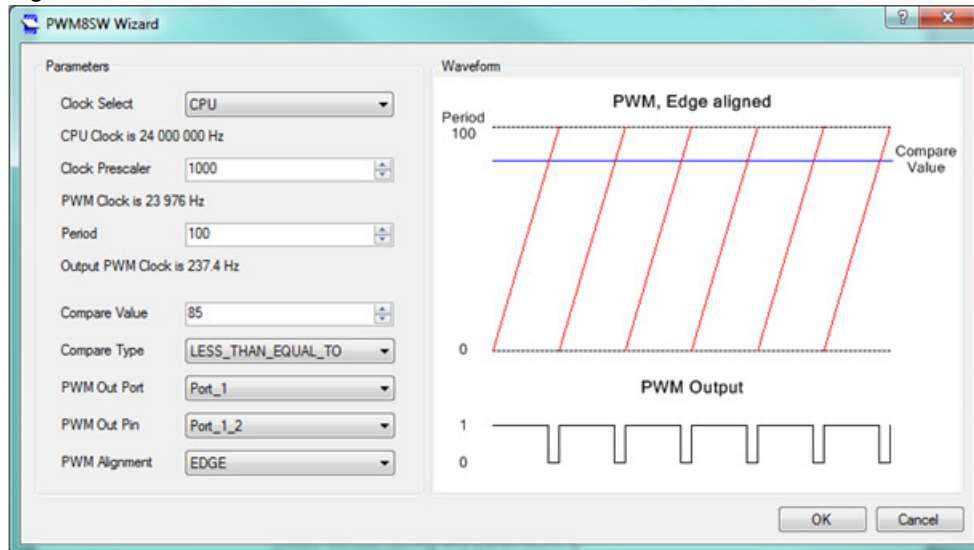 PWM8SW Wizard
Parameters
Clock Select CPU
CPU Clock is 24 000 000 Hz
Clock Prescaler 1000
PWM Clock is 23 976 Hz
Period 100
Output PWM Clock is 237.4 Hz
Compare Value 85
Compare Type LESS_THAN_EQUAL_TO
PWM Out Port Port_1
PWM Out Pin Port_1_2
PWM Alignment EDGE
Waveform
PWM, Edge aligned
Period
100
Compare
Value
0
PWM Output
1
0
OK Cancel